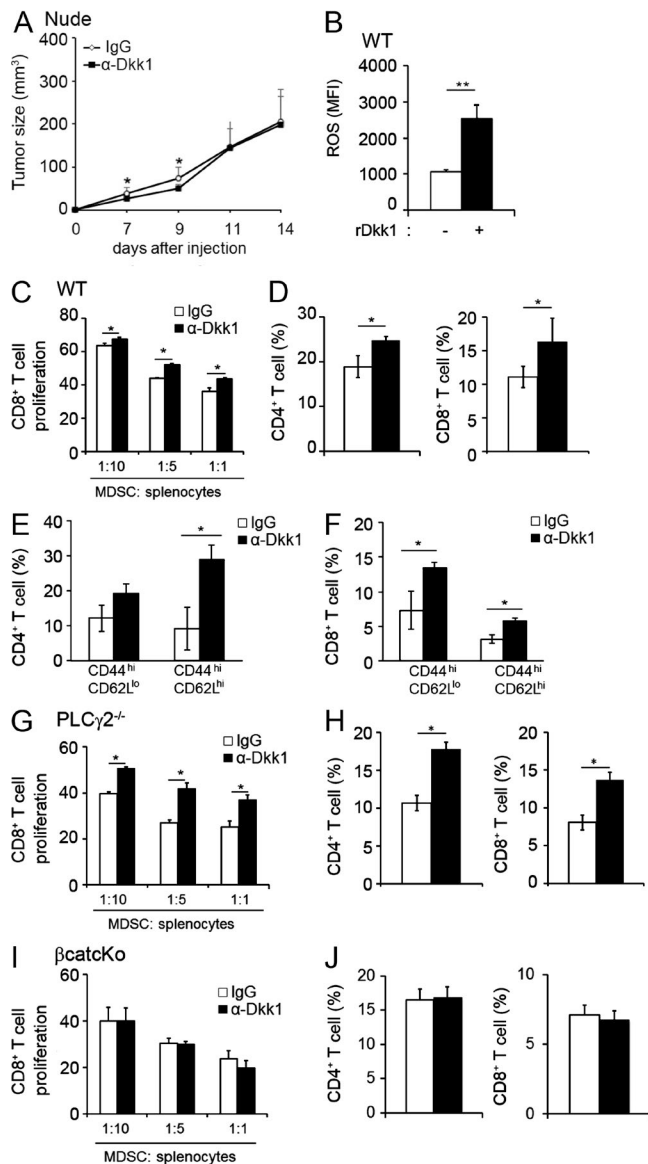 A Nude
IgG
α-Dkk1
Tumor size (mm3)
400
300
200
100
0
*
*
0 7 9 11 14
days after injection
B WT
ROS (MFI)
4000
3000
2000
1000
0
**
rDkk1 : - +
C WT
IgG
α-Dkk1
CD8+ T cell
proliferation
80
60
40
20
0
*
*
*
1:10 1:5 1:1
MDSC: splenocytes
D
CD4+ T cell (%)
30
20
10
0
*
CD8+ T cell (%)
20
15
10
5
0
*
E
IgG
α-Dkk1
CD4+ T cell (%)
40
30
20
10
0
*
CD44hi CD44hi
CD62Llo CD62Lhi
F
IgG
α-Dkk1
CD8+ T cell (%)
20
15
10
5
0
*
*
CD44hi CD44hi
CD62Llo CD62Lhi
G PLCγ2-/-
IgG
α-Dkk1
CD8+ T cell
proliferation
60
40
20
0
*
*
*
1:10 1:5 1:1
MDSC: splenocytes
H
CD4+ T cell (%)
20
15
10
5
0
*
CD8+ T cell (%)
20
15
10
5
0
*
I βcatcKo
IgG
α-Dkk1
CD8+ T cell
proliferation
60
40
20
0
1:10 1:5 1:1
MDSC: splenocytes
J
CD4+ T cell (%)
20
15
10
5
0
CD8+ T cell (%)
10
5
0